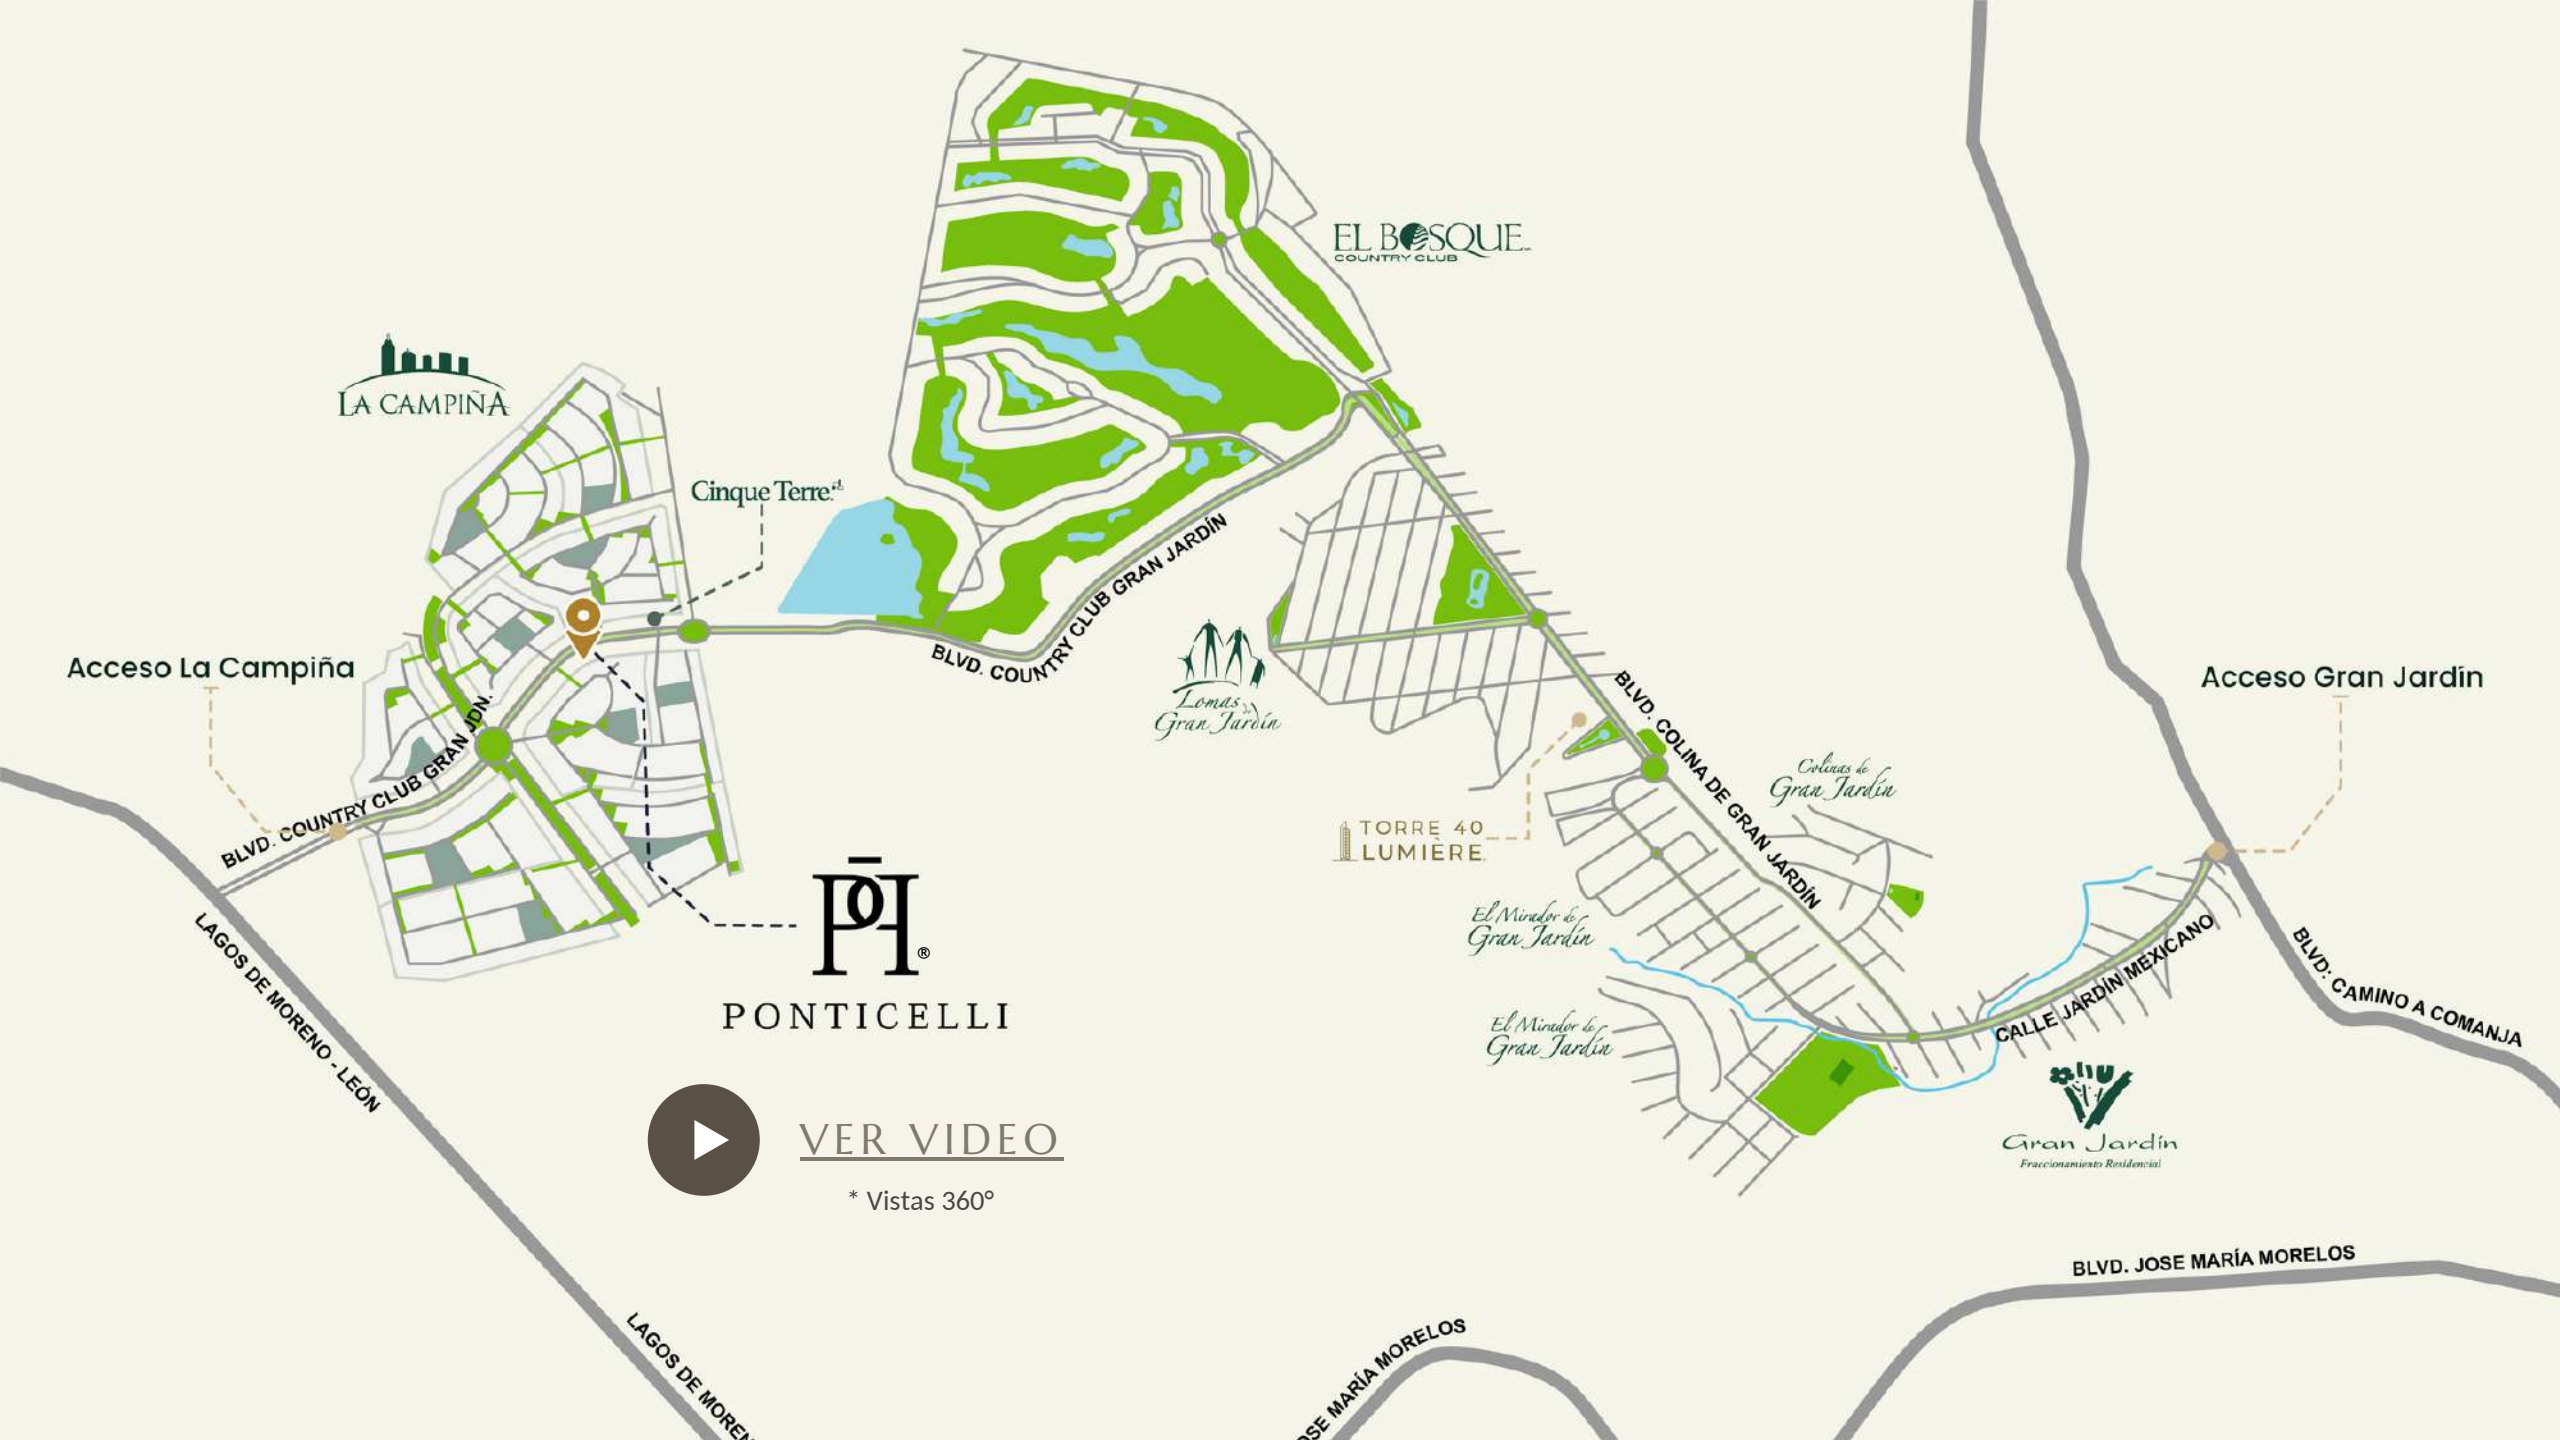 EL BOSQUE
COUNTRY CLUB
LA CAMPIÑA
Cinque Terre
Acceso La Campiña
BLVD. COUNTRY CLUB GRAN JARDÍN
Acceso Gran Jardín
Lomas de
Gran Jardín
BLVD. COUNTRY CLUB GRAN JDN.
BLVD. COLINA DE GRAN JARDÍN
Colinas de
Gran Jardín
TORRE 40
LUMIÈRE
El Mirador de
Gran Jardín
PH®
PONTICELLI
LAGOS DE MORENO - LEÓN
El Mirador de
Gran Jardín
CALLE JARDÍN MEXICANO
BLVD: CAMINO A COMANJA
Gran Jardín
Fraccionamiento Residencial
VER VIDEO
* Vistas 360°
BLVD. JOSE MARÍA MORELOS
LAGOS DE MOREN
OSE MARÍA MORELOS